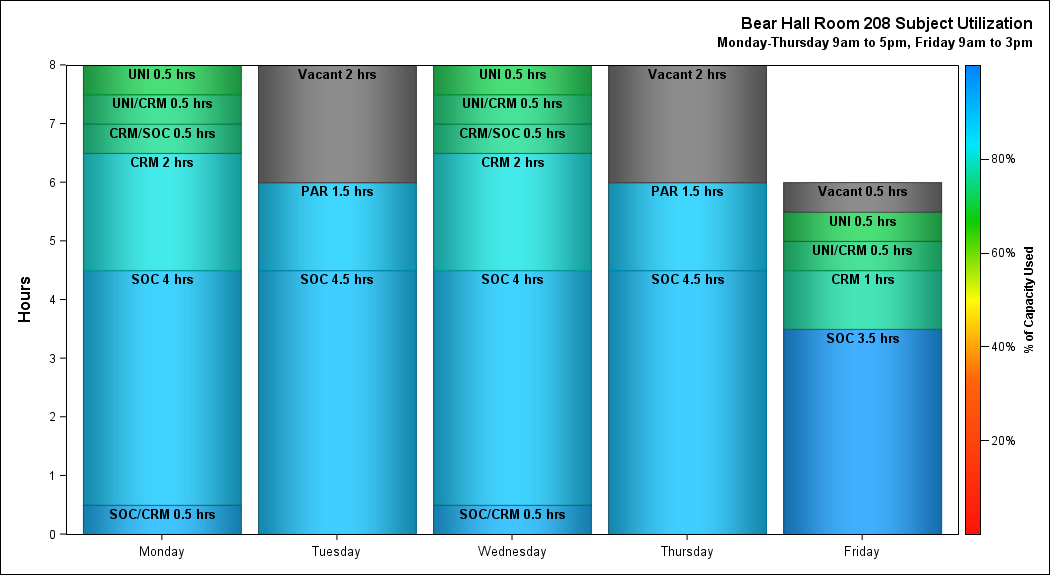 Bear Hall Room 208 Subject Utilization
Monday-Thursday 9am to 5pm, Friday 9am to 3pm
Hours
8
7
6
5
4
3
2
1
0
UNI 0.5 hrs
UNI/CRM 0.5 hrs
CRM/SOC 0.5 hrs
CRM 2 hrs
SOC 4 hrs
SOC/CRM 0.5 hrs
Monday
Vacant 2 hrs
PAR 1.5 hrs
SOC 4.5 hrs
Tuesday
UNI 0.5 hrs
UNI/CRM 0.5 hrs
CRM/SOC 0.5 hrs
CRM 2 hrs
SOC 4 hrs
SOC/CRM 0.5 hrs
Wednesday
Vacant 2 hrs
PAR 1.5 hrs
SOC 4.5 hrs
Thursday
Vacant 0.5 hrs
UNI 0.5 hrs
UNI/CRM 0.5 hrs
CRM 1 hrs
SOC 3.5 hrs
Friday
80%
60%
40%
20%
% of Capacity Used